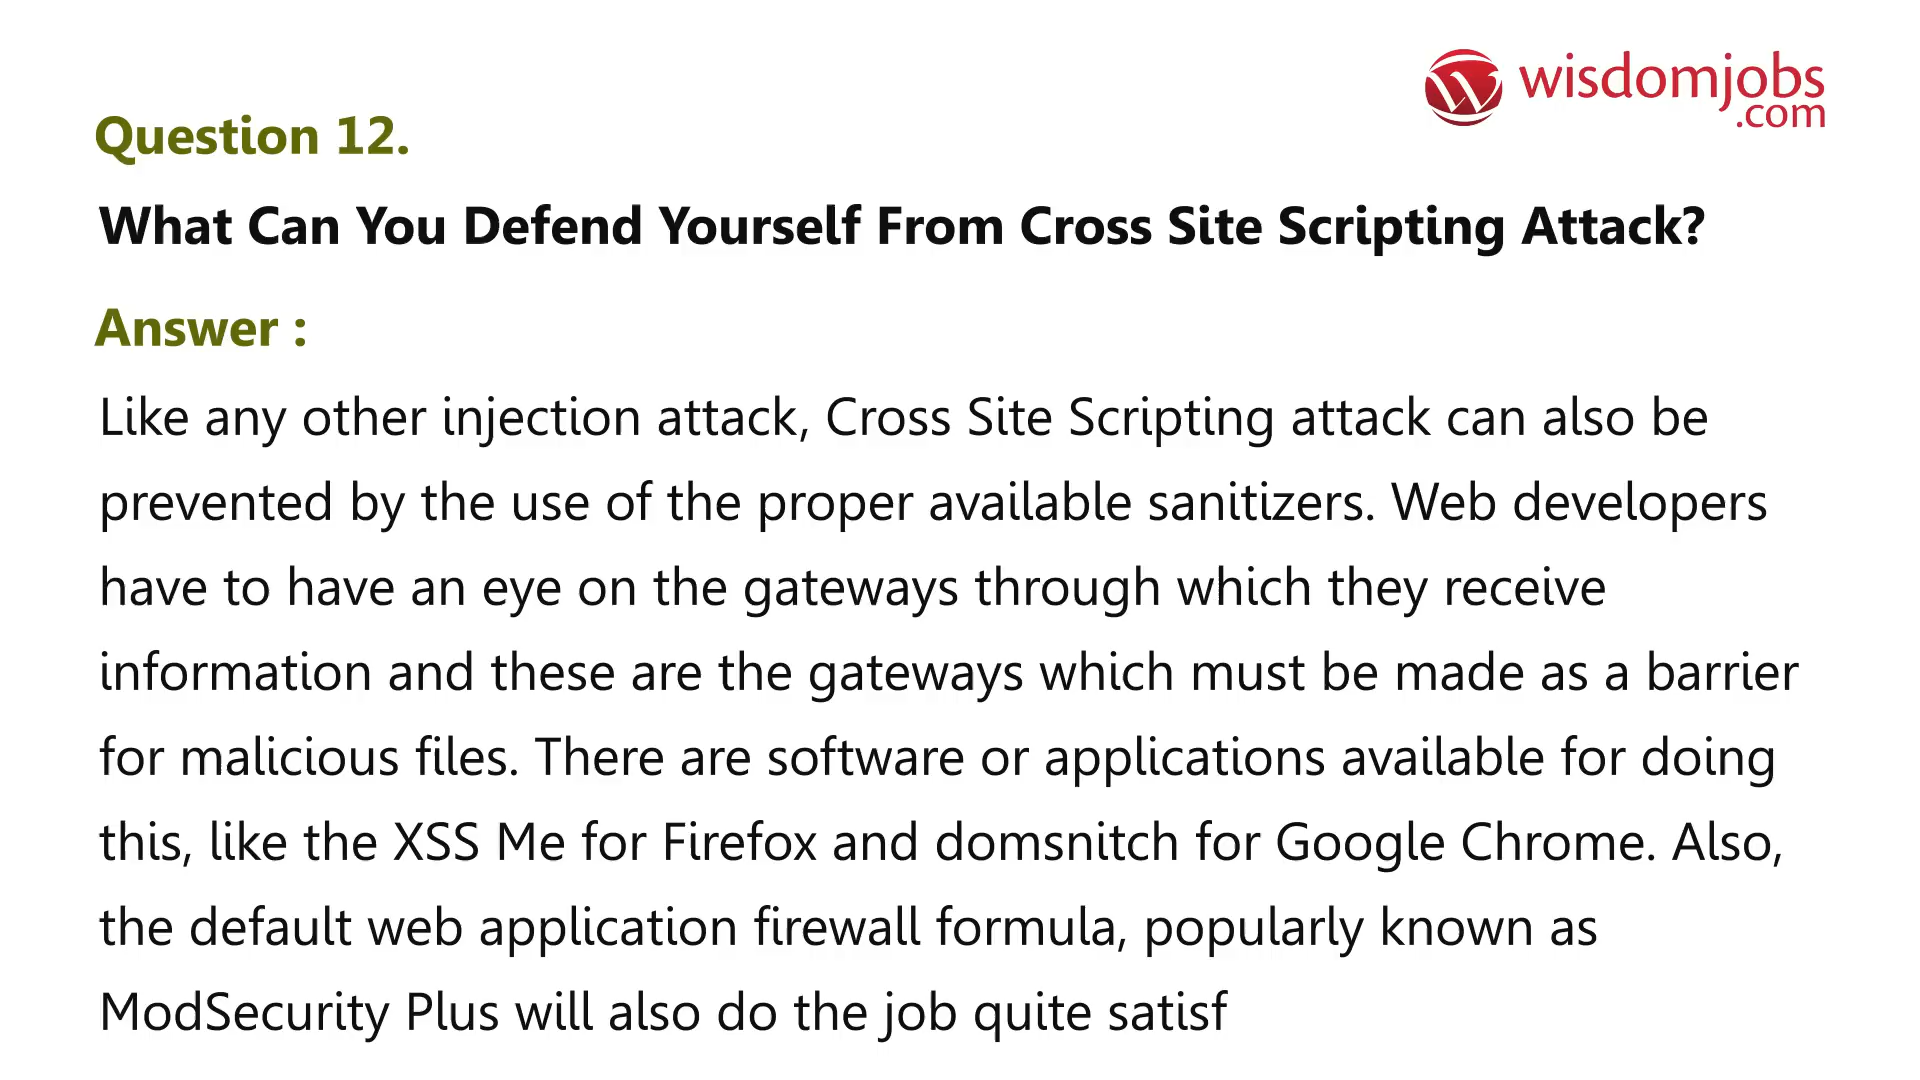 wisdomjobs
.com
Question 12.
What Can You Defend Yourself From Cross Site Scripting Attack?
Answer :
Like any other injection attack, Cross Site Scripting attack can also be
prevented by the use of the proper available sanitizers. Web developers
have to have an eye on the gateways through which they receive
information and these are the gateways which must be made as a barrier
for malicious files. There are software or applications available for doing
this, like the XSS Me for Firefox and domsnitch for Google Chrome. Also,
the default web application firewall formula, popularly known as
ModSecurity Plus will also do the job quite satisf